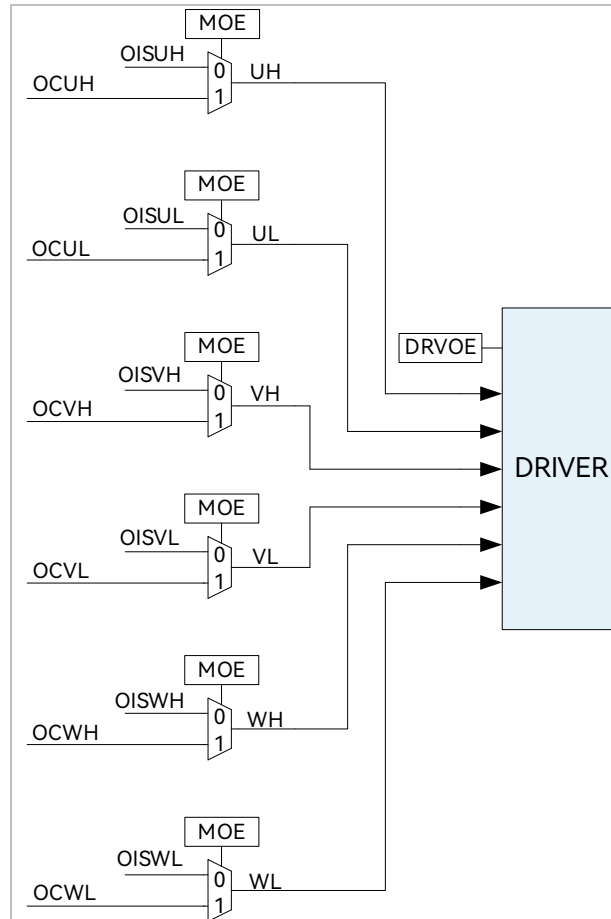 MOE
OISUH
0
UH
OCUH
1
MOE
OISUL
0
UL
OCUL
1
MOE
DRVOE
OISVH
0
VH
OCVH
1
DRIVER
MOE
OISVL
0
VL
OCVL
1
MOE
OISWH
0
WH
OCWH
1
MOE
OISWL
0
WL
OCWL
1